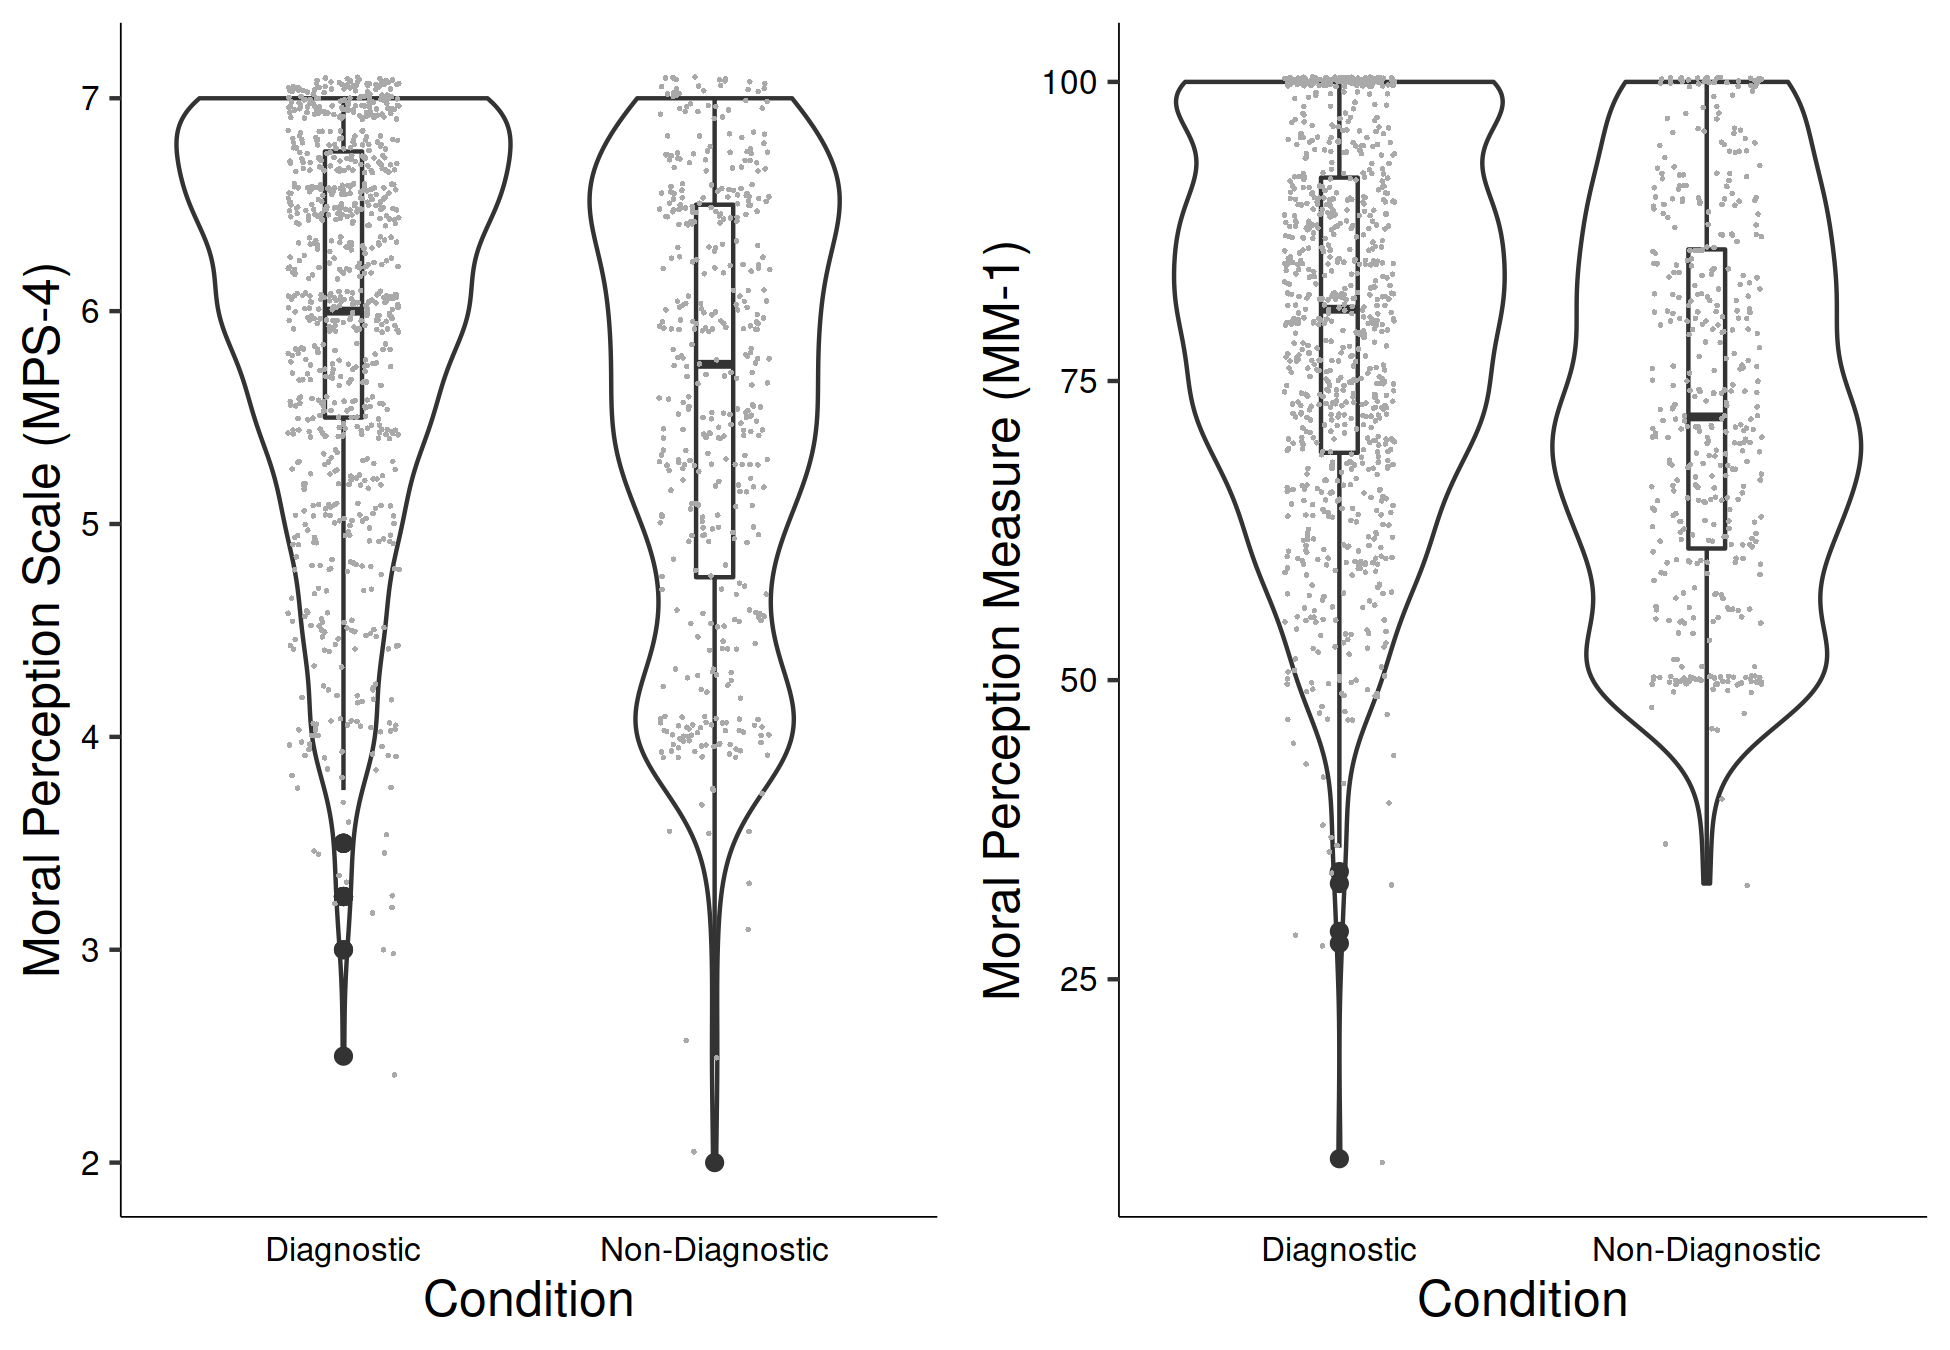 Moral Perception Scale (MPS-4)
7
6
5
4
3
2
Diagnostic
Non-Diagnostic
Condition
Moral Perception Measure (MM-1)
100
75
50
25
Diagnostic
Non-Diagnostic
Condition